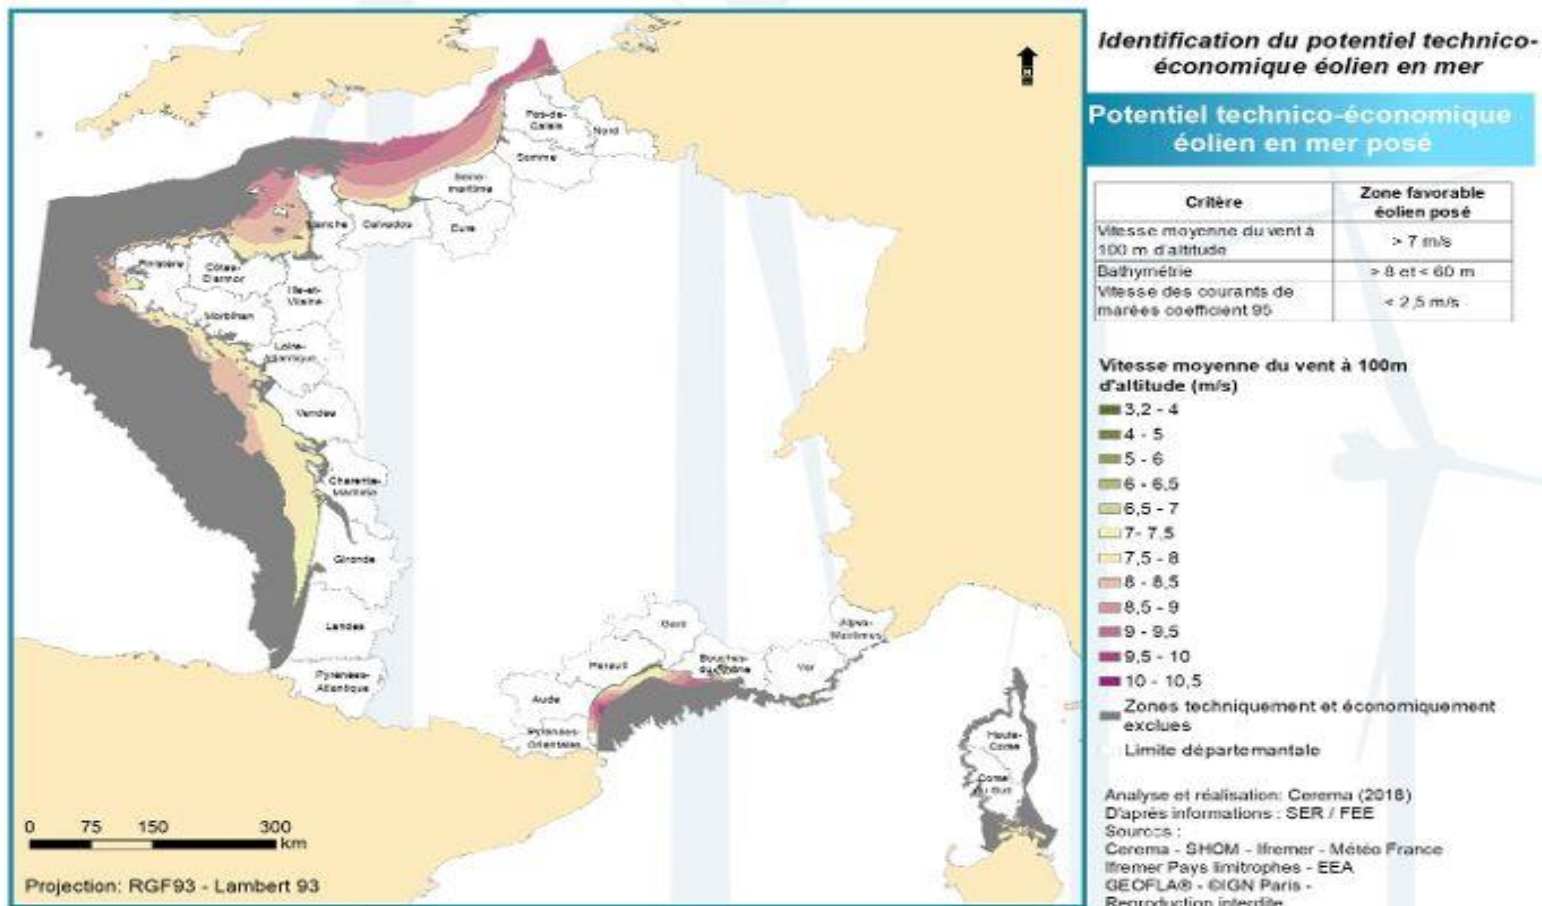 Identification du potentiel technico-
économique éolien en mer
Potentiel technico-économique
éolien en mer posé
Critère
Zone favorable
éolien posé
Vitesse moyenne du vent à
100 m d'altitude
> 7 m/s
Bathymétrie
> 8 et < 60 m
Vitesse des courants de
marées coefficient 95
< 2,5 m/s
Vitesse moyenne du vent à 100m
d'altitude (m/s)
3,2 - 4
4 - 5
5 - 6
6 - 6,5
6,5 - 7
7- 7,5
7,5 - 8
8 - 8,5
8,5 - 9
9 - 9,5
9,5 - 10
10 - 10,5
Zones techniquement et économiquement
exclues
Limite départemantale
Analyse et réalisation: Cerema (2018)
D'après informations : SER / FEE
Sources :
Cerema - SHOM - Ifremer - Météo France
Ifremer Pays limitrophes - EEA
GEOFLA® - ©IGN Paris -
Reproduction interdite
Pas-de-
Calais
Nord
Somme
Seine-
maritime
Eure
Calvados
Manche
Finistère
Côtes-
D'armor
Ille-et-
Vilaine
Morbihan
Loire-
Atlantique
Vendée
Charente-
Maritime
Gironde
Landes
Pyrénées-
Atlantique
Gard
Hérault
Bouches-
du-Rhône
Var
Alpes-
Maritimes
Aude
Pyrénées-
Orientales
Haute-
Corse
Corse
du Sud
0 75 150 300
km
Projection: RGF93 - Lambert 93